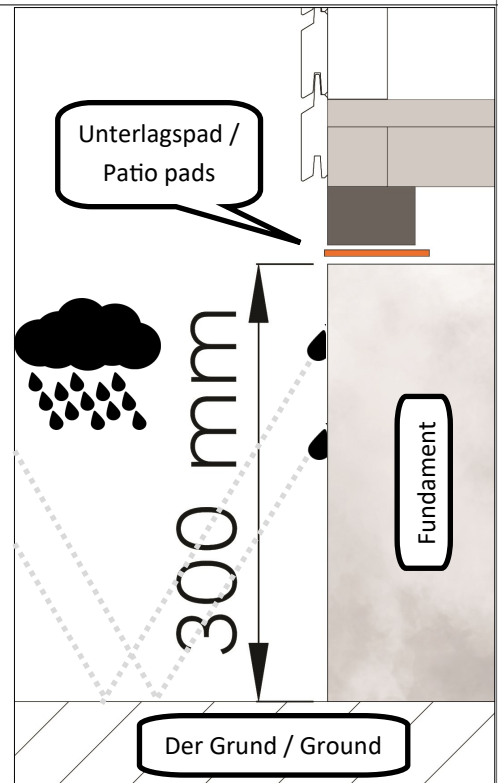 Unterlagspad /
Patio pads
300 mm
Fundament
Der Grund / Ground